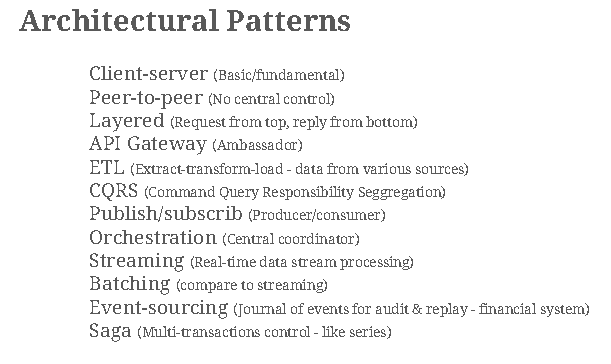 Architectural Patterns
Client-server (Basic/fundamental)
Peer-to-peer (No central control)
Layered (Request from top, reply from bottom)
API Gateway (Ambassador)
ETL (Extract-transform-load - data from various sources)
CQRS (Command Query Responsibility Seggregation)
Publish/subscrib (Producer/consumer)
Orchestration (Central coordinator)
Streaming (Real-time data stream processing)
Batching (compare to streaming)
Event-sourcing (Journal of events for audit & replay - financial system)
Saga (Multi-transactions control - like series)